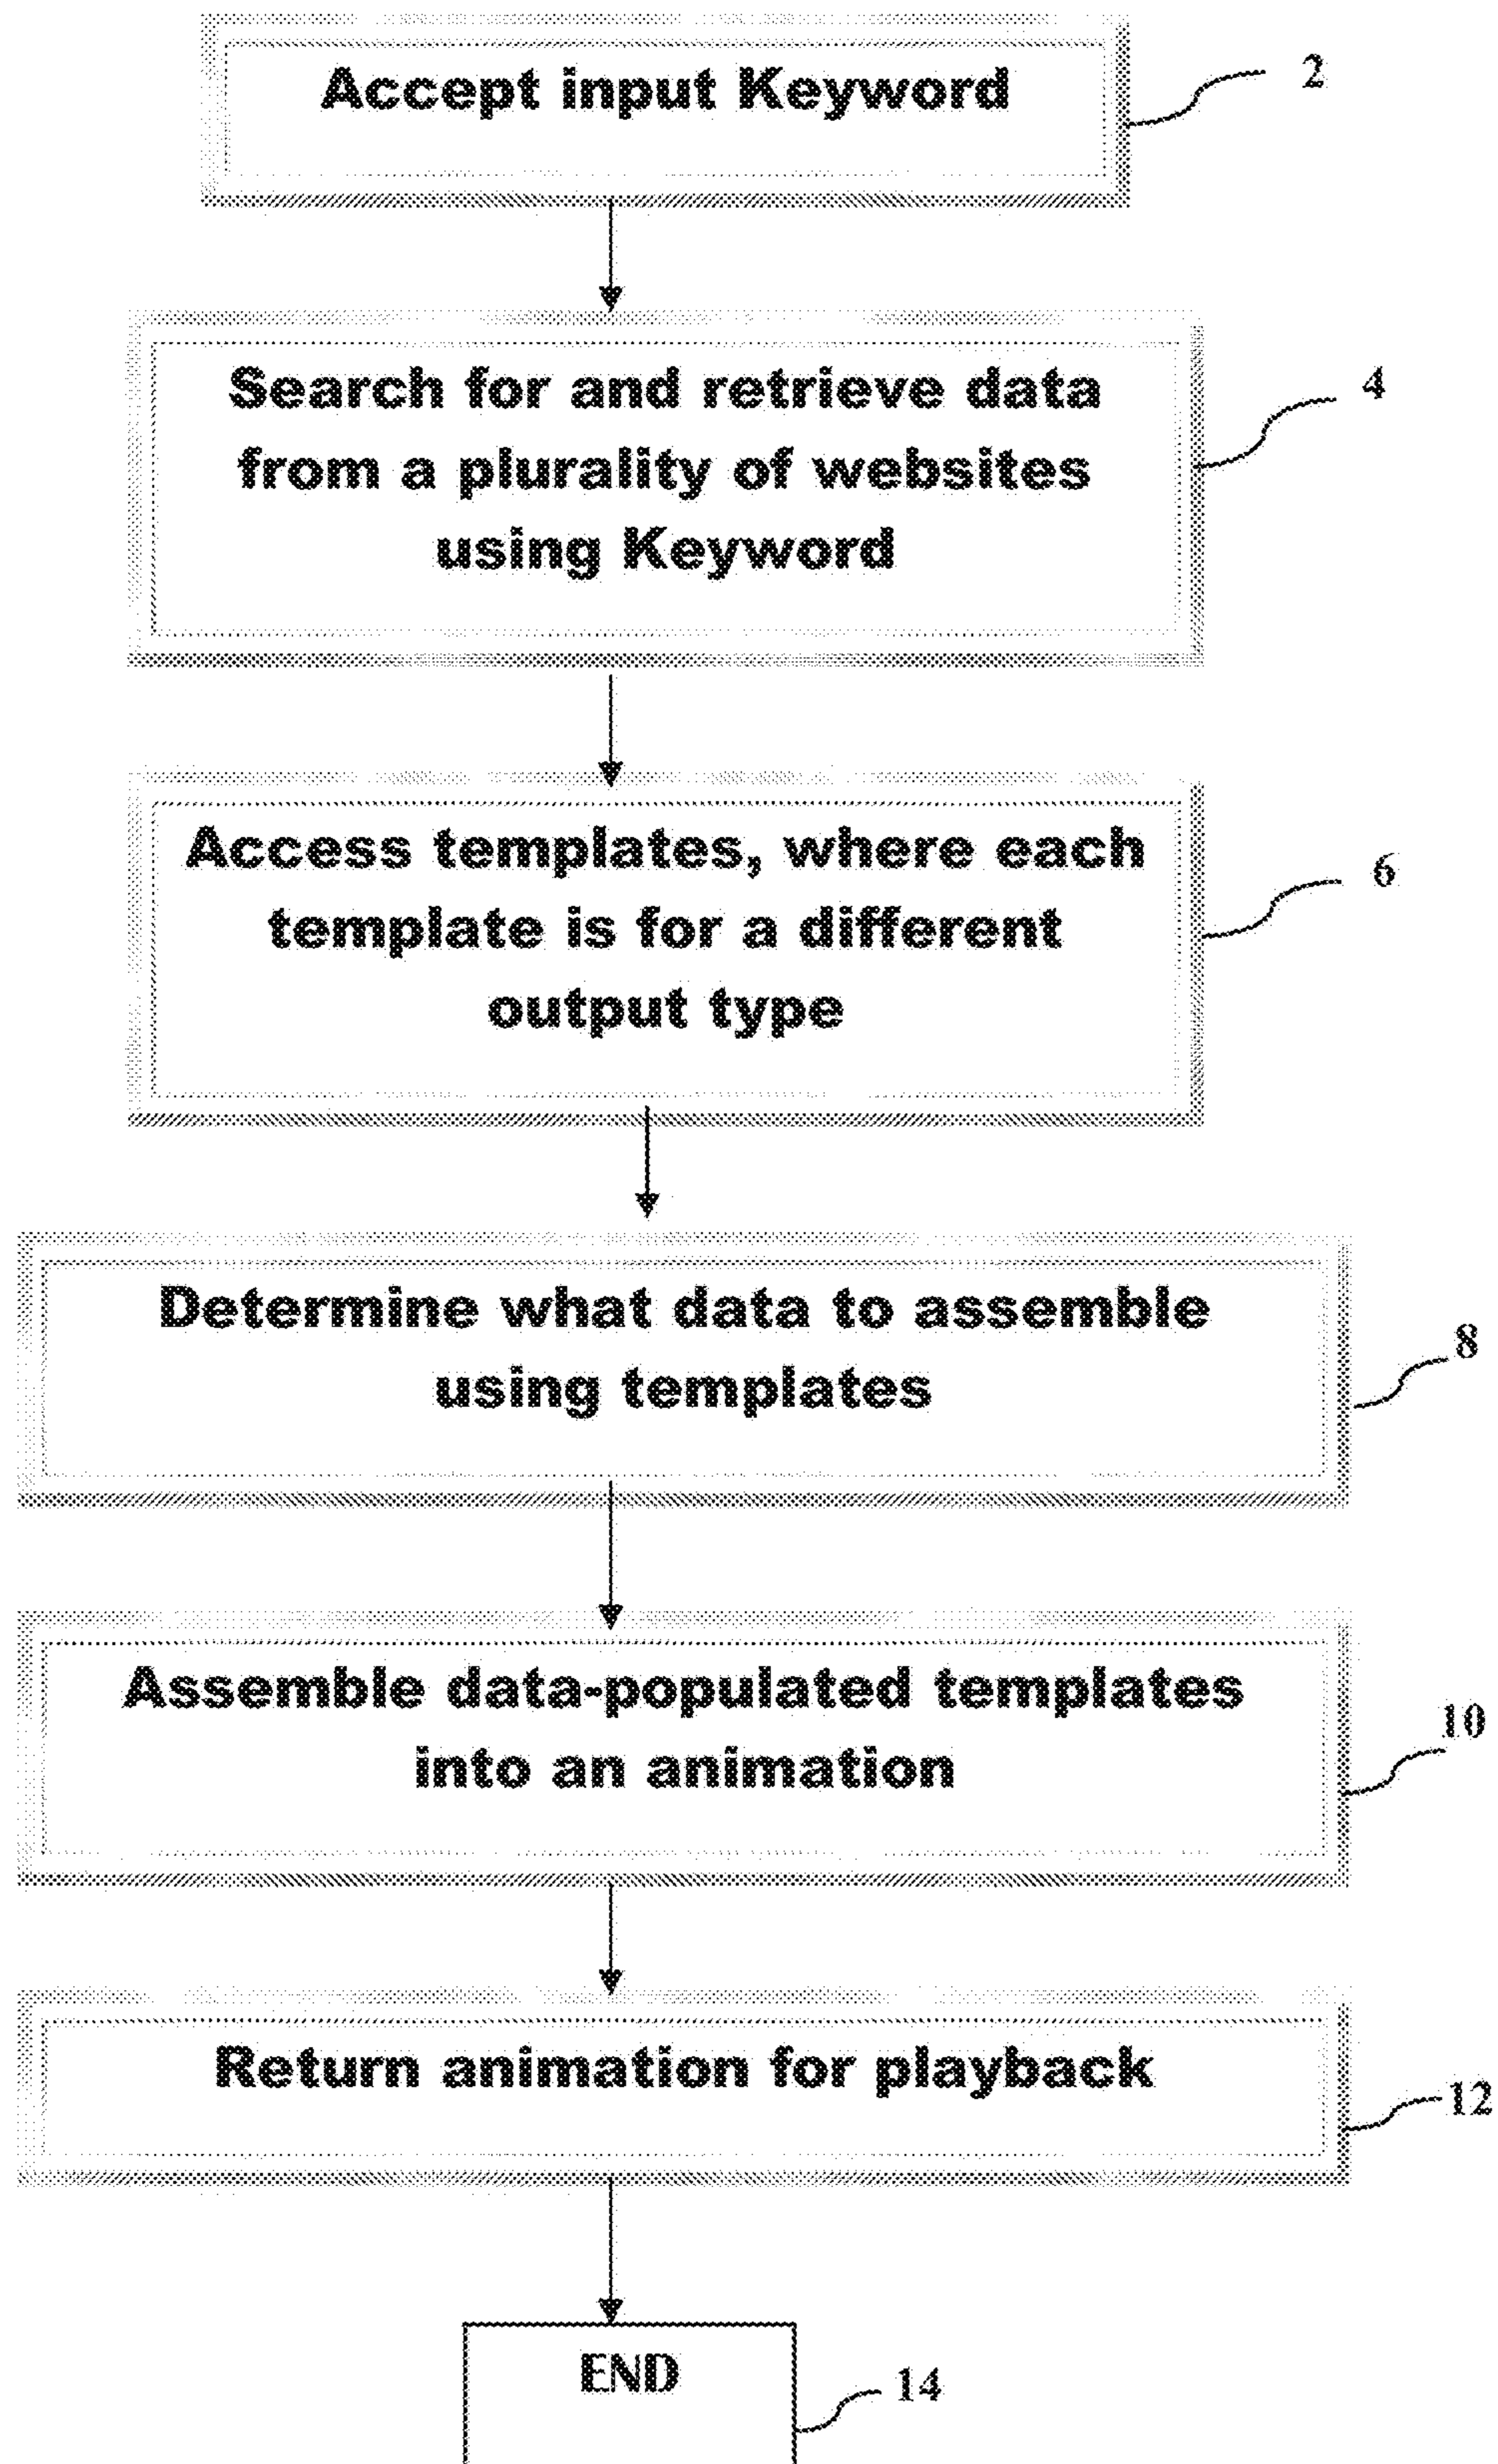 Accept input Keyword
2
Search for and retrieve data
from a plurality of websites
using Keyword
4
Access templates, where each
template is for a different
output type
6
Determine what data to assemble
using templates
8
Assemble data-populated templates
into an animation
10
Return animation for playback
12
END
14